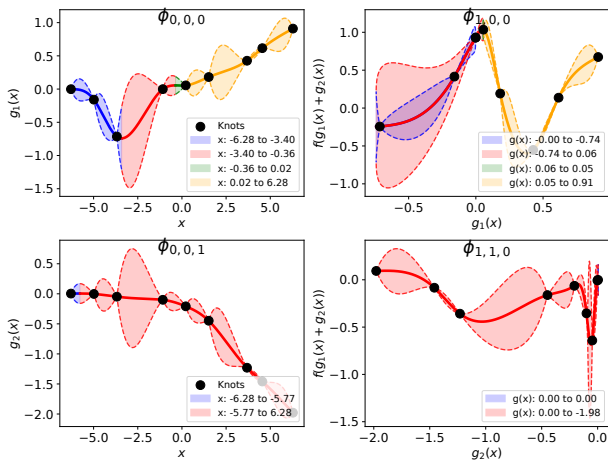 ϕ0,0,0
g1(x)
1.0
0.5
0.0
−0.5
−1.0
−1.5
Knots
x: -6.28 to -3.40
x: -3.40 to -0.36
x: -0.36 to 0.02
x: 0.02 to 6.28
−5.0 −2.5 0.0 2.5 5.0
x
ϕ1,0,0
f(g1(x) + g2(x))
1.0
0.5
0.0
−0.5
−1.0
g(x): -0.00 to -0.74
g(x): -0.74 to 0.06
g(x): 0.06 to 0.05
g(x): 0.05 to 0.91
−0.5 0.0 0.5
g1(x)
ϕ0,0,1
g2(x)
0.5
0.0
−0.5
−1.0
−1.5
−2.0
Knots
x: -6.28 to -5.77
x: -5.77 to 6.28
−5.0 −2.5 0.0 2.5 5.0
x
ϕ1,1,0
f(g1(x) + g2(x))
0.0
−0.5
−1.0
−1.5
g(x): 0.00 to 0.00
g(x): 0.00 to -1.98
−2.0 −1.5 −1.0 −0.5 0.0
g2(x)